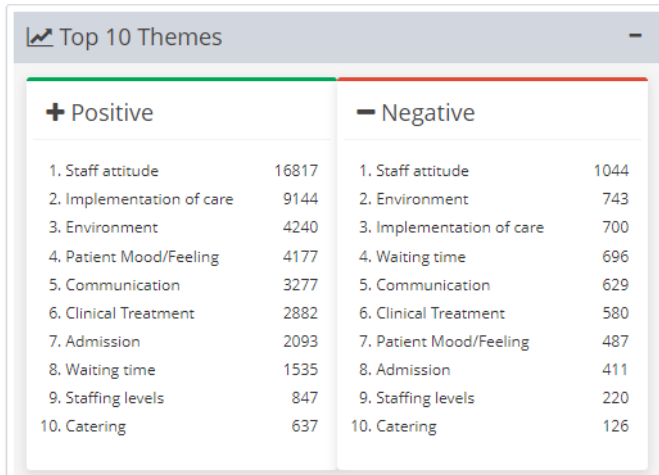 Top 10 Themes
Positive
1. Staff attitude 16817
2. Implementation of care 9144
3. Environment 4240
4. Patient Mood/Feeling 4177
5. Communication 3277
6. Clinical Treatment 2882
7. Admission 2093
8. Waiting time 1535
9. Staffing levels 847
10. Catering 637
Negative
1. Staff attitude 1044
2. Environment 743
3. Implementation of care 700
4. Waiting time 696
5. Communication 629
6. Clinical Treatment 580
7. Patient Mood/Feeling 487
8. Admission 411
9. Staffing levels 220
10. Catering 126